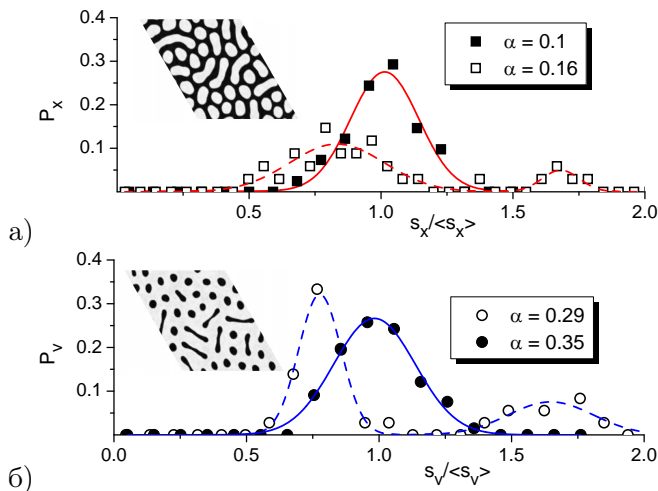 0.4
0.3
0.2
0.1
P_x
α = 0.1
α = 0.16
0.5 1.0 1.5 2.0
s_x/<s_x>
а)
0.4
0.3
0.2
0.1
P_v
α = 0.29
α = 0.35
0.0 0.5 1.0 1.5 2.0
s_v/<s_v>
б)